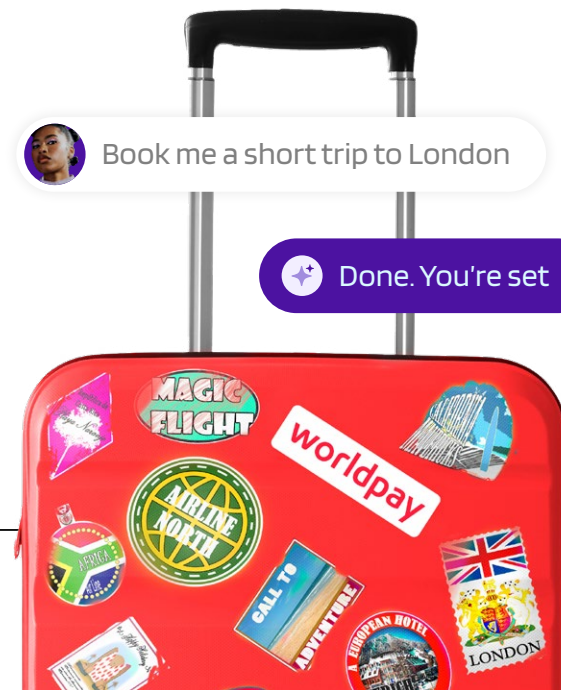 Book me a short trip to London
Done. You're set
MAGIC
FLIGHT
worldpay
AIRLINE
NORTH
AFRICA
CALL TO
ADVENTURE
A EUROPEAN HOTEL
LONDON